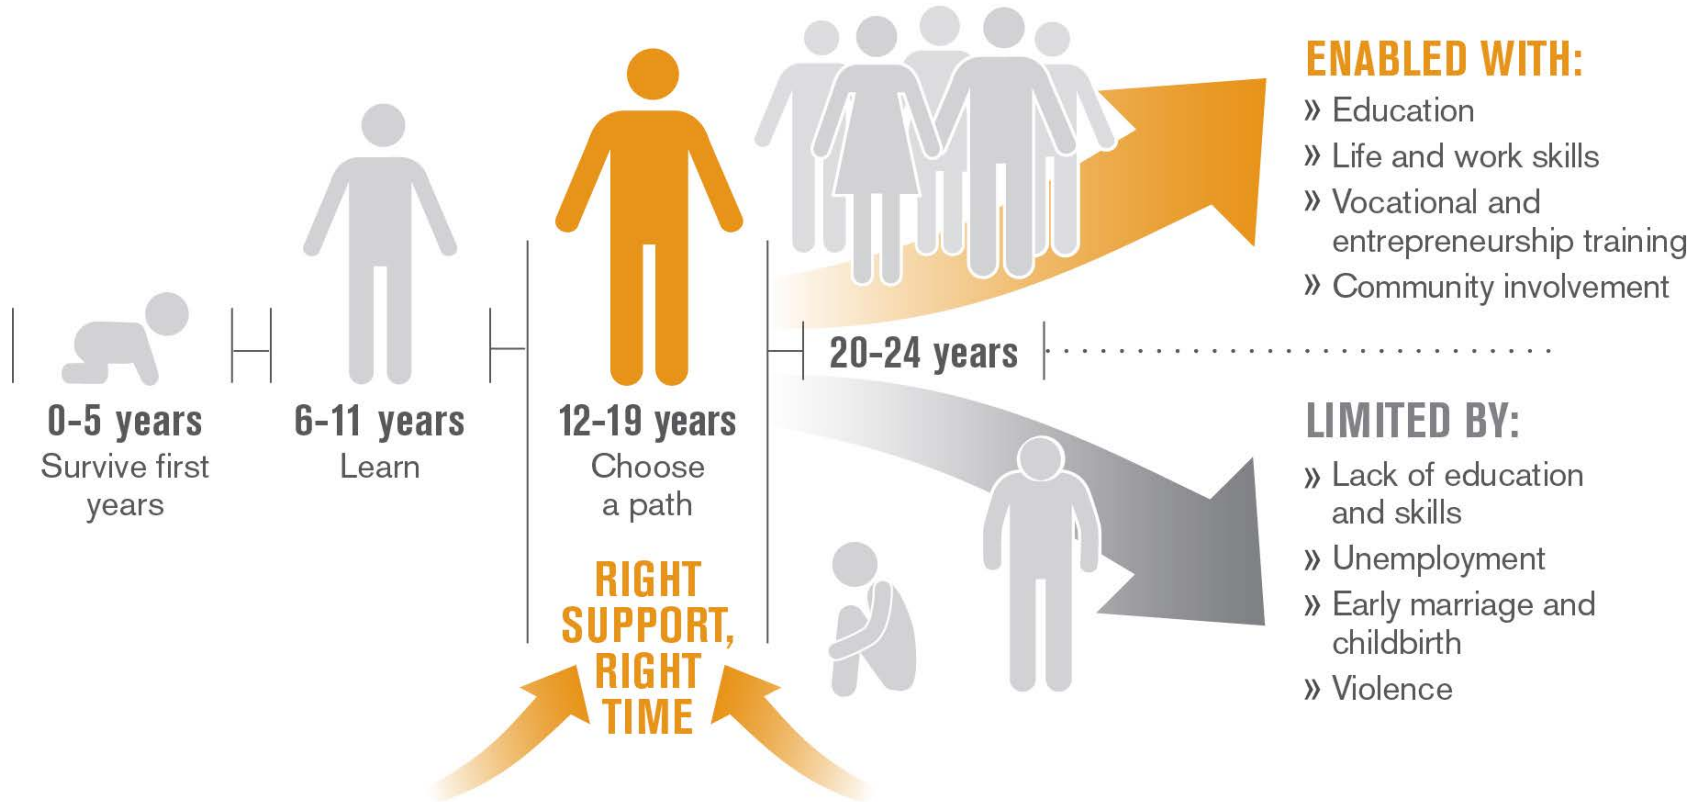 0-5 years
Survive first
years
6-11 years
Learn
12-19 years
Choose
a path
RIGHT
SUPPORT,
RIGHT
TIME
20-24 years
ENABLED WITH:
» Education
» Life and work skills
» Vocational and
entrepreneurship training
» Community involvement
LIMITED BY:
» Lack of education
and skills
» Unemployment
» Early marriage and
childbirth
» Violence